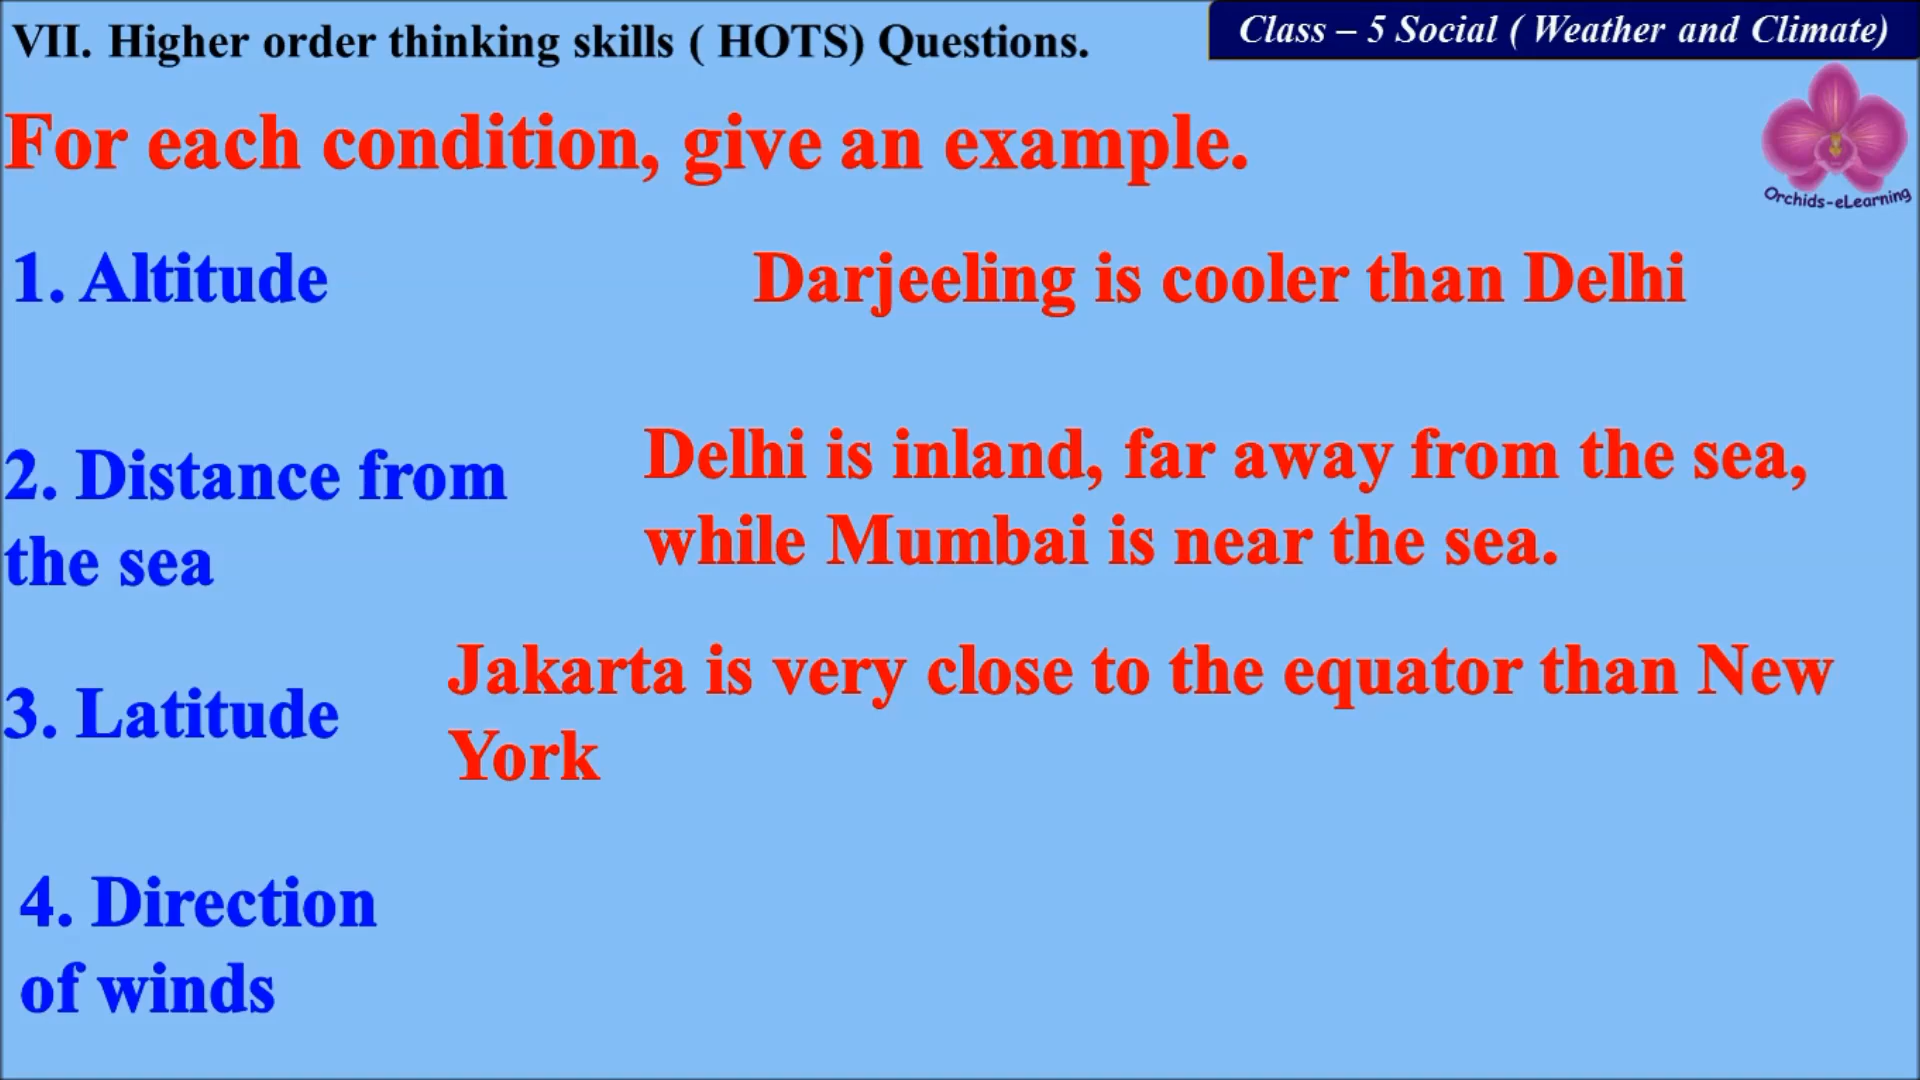 VII. Higher order thinking skills ( HOTS) Questions.
Class – 5 Social ( Weather and Climate)
For each condition, give an example.
Orchids-eLearning
1. Altitude
Darjeeling is cooler than Delhi
2. Distance from
the sea
Delhi is inland, far away from the sea,
while Mumbai is near the sea.
3. Latitude
Jakarta is very close to the equator than New
York
4. Direction
of winds